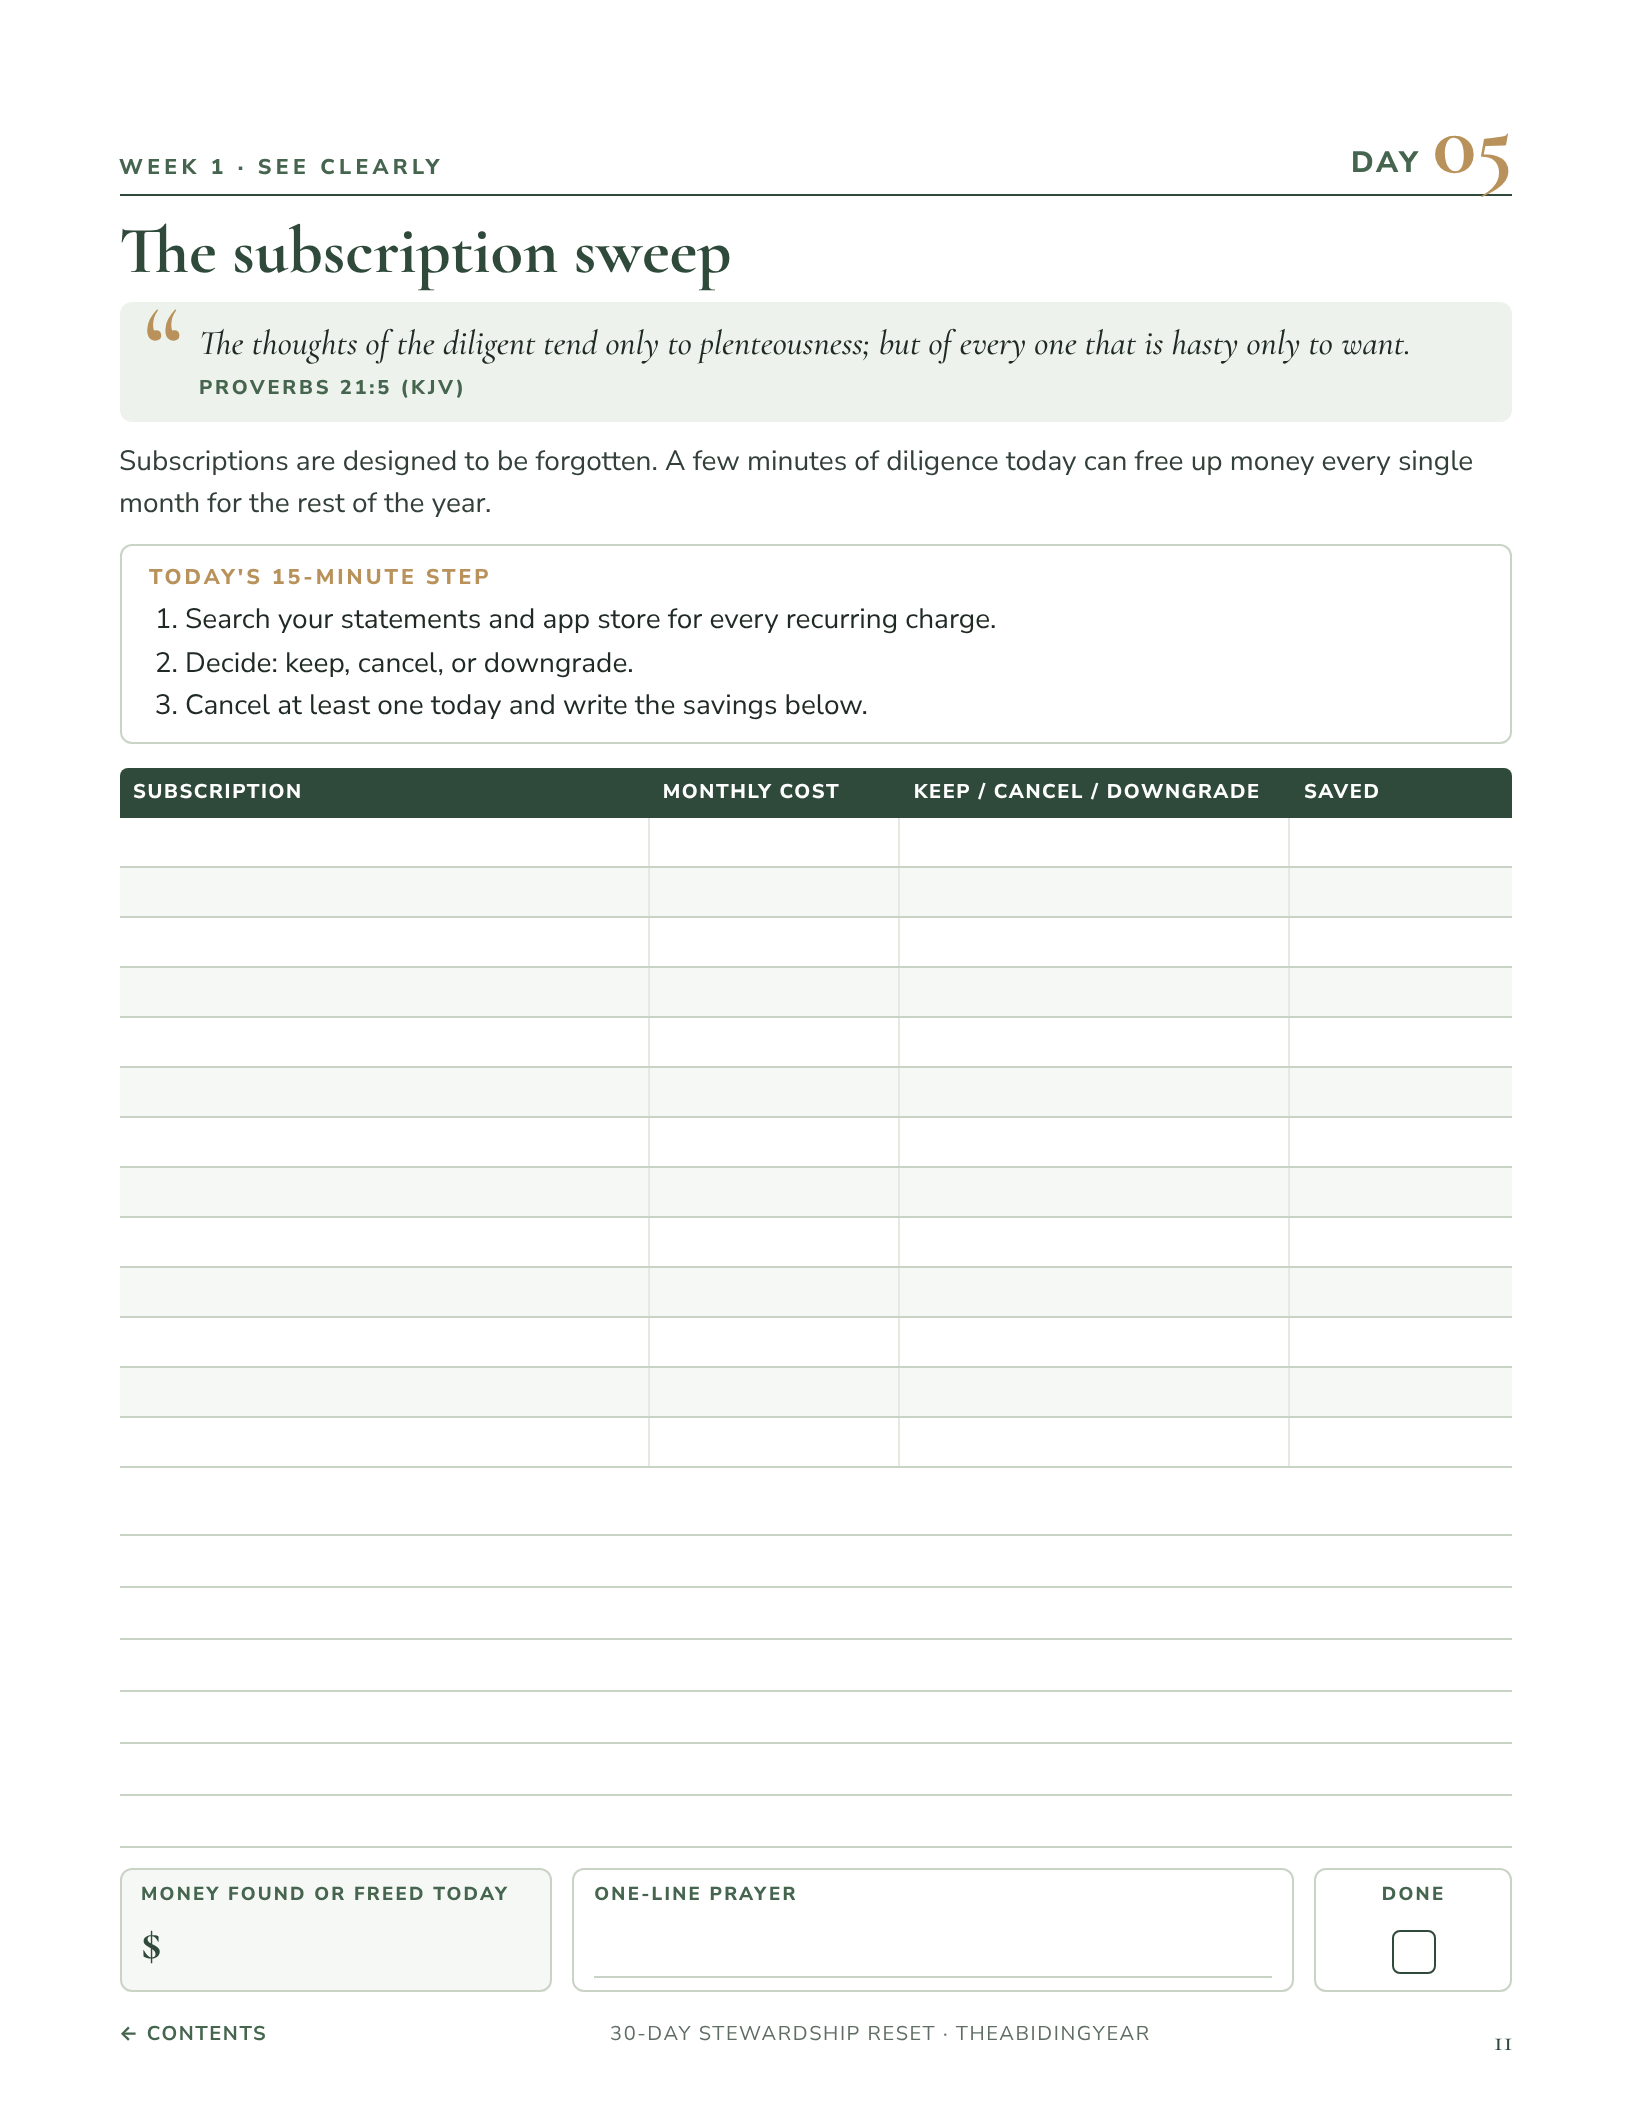 WEEK 1 · SEE CLEARLY
DAY 05
The subscription sweep
“
The thoughts of the diligent tend only to plenteousness; but of every one that is hasty only to want.
PROVERBS 21:5 (KJV)
Subscriptions are designed to be forgotten. A few minutes of diligence today can free up money every single
month for the rest of the year.
TODAY'S 15-MINUTE STEP
1. Search your statements and app store for every recurring charge.
2. Decide: keep, cancel, or downgrade.
3. Cancel at least one today and write the savings below.
SUBSCRIPTION MONTHLY COST KEEP / CANCEL / DOWNGRADE SAVED
MONEY FOUND OR FREED TODAY
$
ONE-LINE PRAYER
DONE
← CONTENTS
30-DAY STEWARDSHIP RESET · THEABIDINGYEAR
11